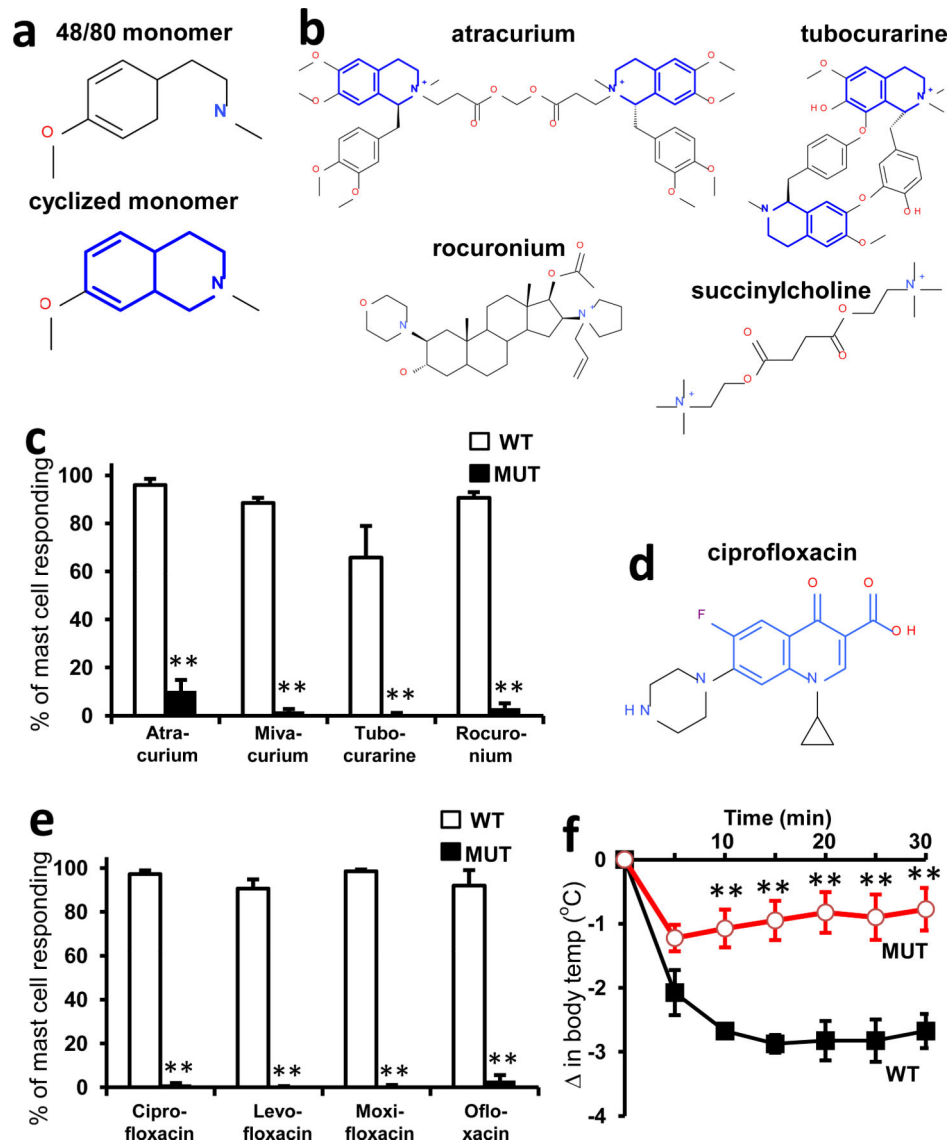 a
48/80 monomer
N
O
cyclized monomer
N
O
b
atracurium
tubocurarine
rocuronium
succinylcholine
c
WT
MUT
% of mast cell responding
100
80
60
40
20
0
Atra-
curium
Miva-
curium
Tubo-
curarine
Rocuro-
nium
** ** ** **
d
ciprofloxacin
F
O
O
O H
N
N
H N
e
WT
MUT
% of mast cell responding
100
80
60
40
20
0
** ** ** **
Cipro-
floxacin
Levo-
floxacin
Moxi-
floxacin
Oflo-
xacin
f
Time (min)
10 20 30
Δ in body temp (°C)
0
-1
-2
-3
-4
** ** ** ** **
MUT
WT